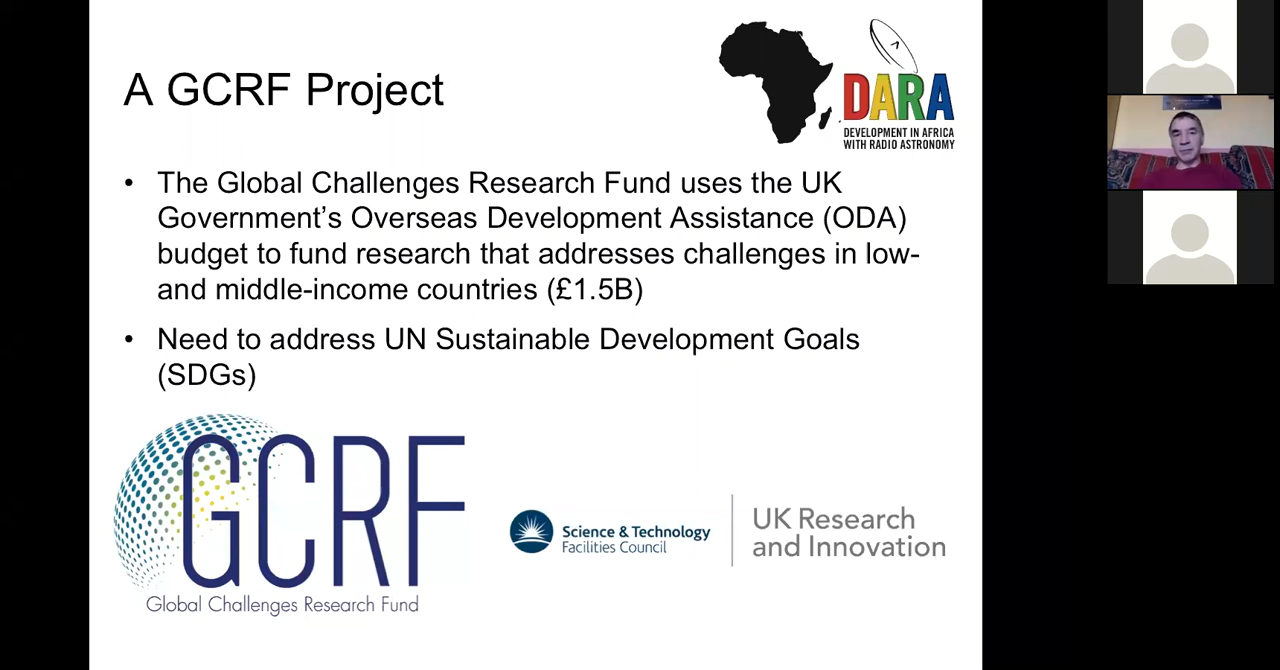 A GCRF Project
DARA
DEVELOPMENT IN AFRICA
WITH RADIO ASTRONOMY
• The Global Challenges Research Fund uses the UK
Government’s Overseas Development Assistance (ODA)
budget to fund research that addresses challenges in low-
and middle-income countries (£1.5B)
• Need to address UN Sustainable Development Goals
(SDGs)
GCRF
Global Challenges Research Fund
Science & Technology
Facilities Council
UK Research
and Innovation